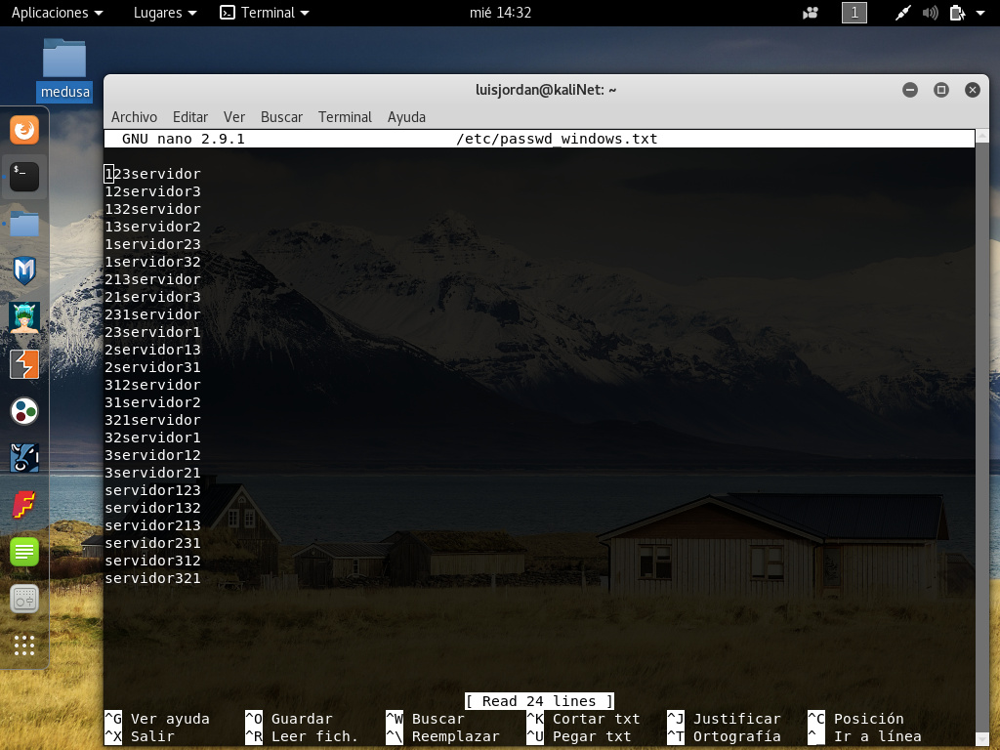 Aplicaciones Lugares Terminal mié 14:32 1
medusa
luisjordan@kaliNet: ~
Archivo Editar Ver Buscar Terminal Ayuda
GNU nano 2.9.1 /etc/passwd_windows.txt
123servidor
12servidor3
132servidor
13servidor2
1servidor23
1servidor32
213servidor
21servidor3
231servidor
23servidor1
2servidor13
2servidor31
312servidor
31servidor2
321servidor
32servidor1
3servidor12
3servidor21
servidor123
servidor132
servidor213
servidor231
servidor312
servidor321
[ Read 24 lines ]
^G Ver ayuda ^O Guardar ^W Buscar ^K Cortar txt ^J Justificar ^C Posición
^X Salir ^R Leer fich. ^\ Reemplazar ^U Pegar txt ^T Ortografía ^_ Ir a línea